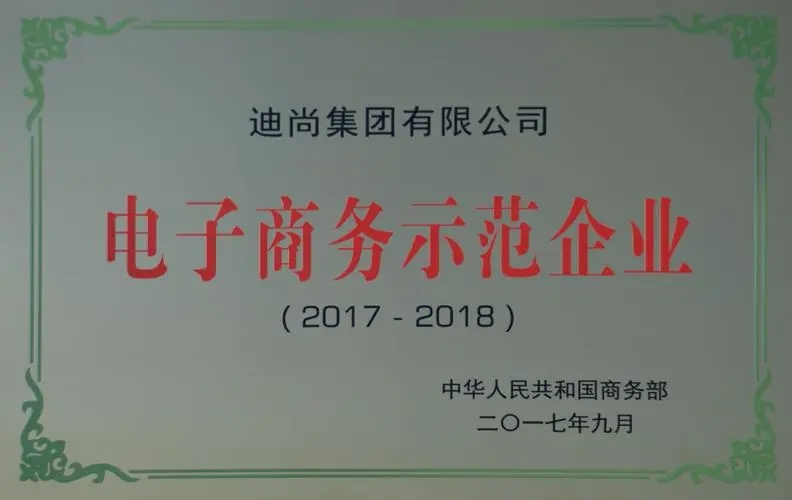 迪尚集团有限公司
电子商务示范企业
(2017-2018)
中华人民共和国商务部
二〇一七年九月